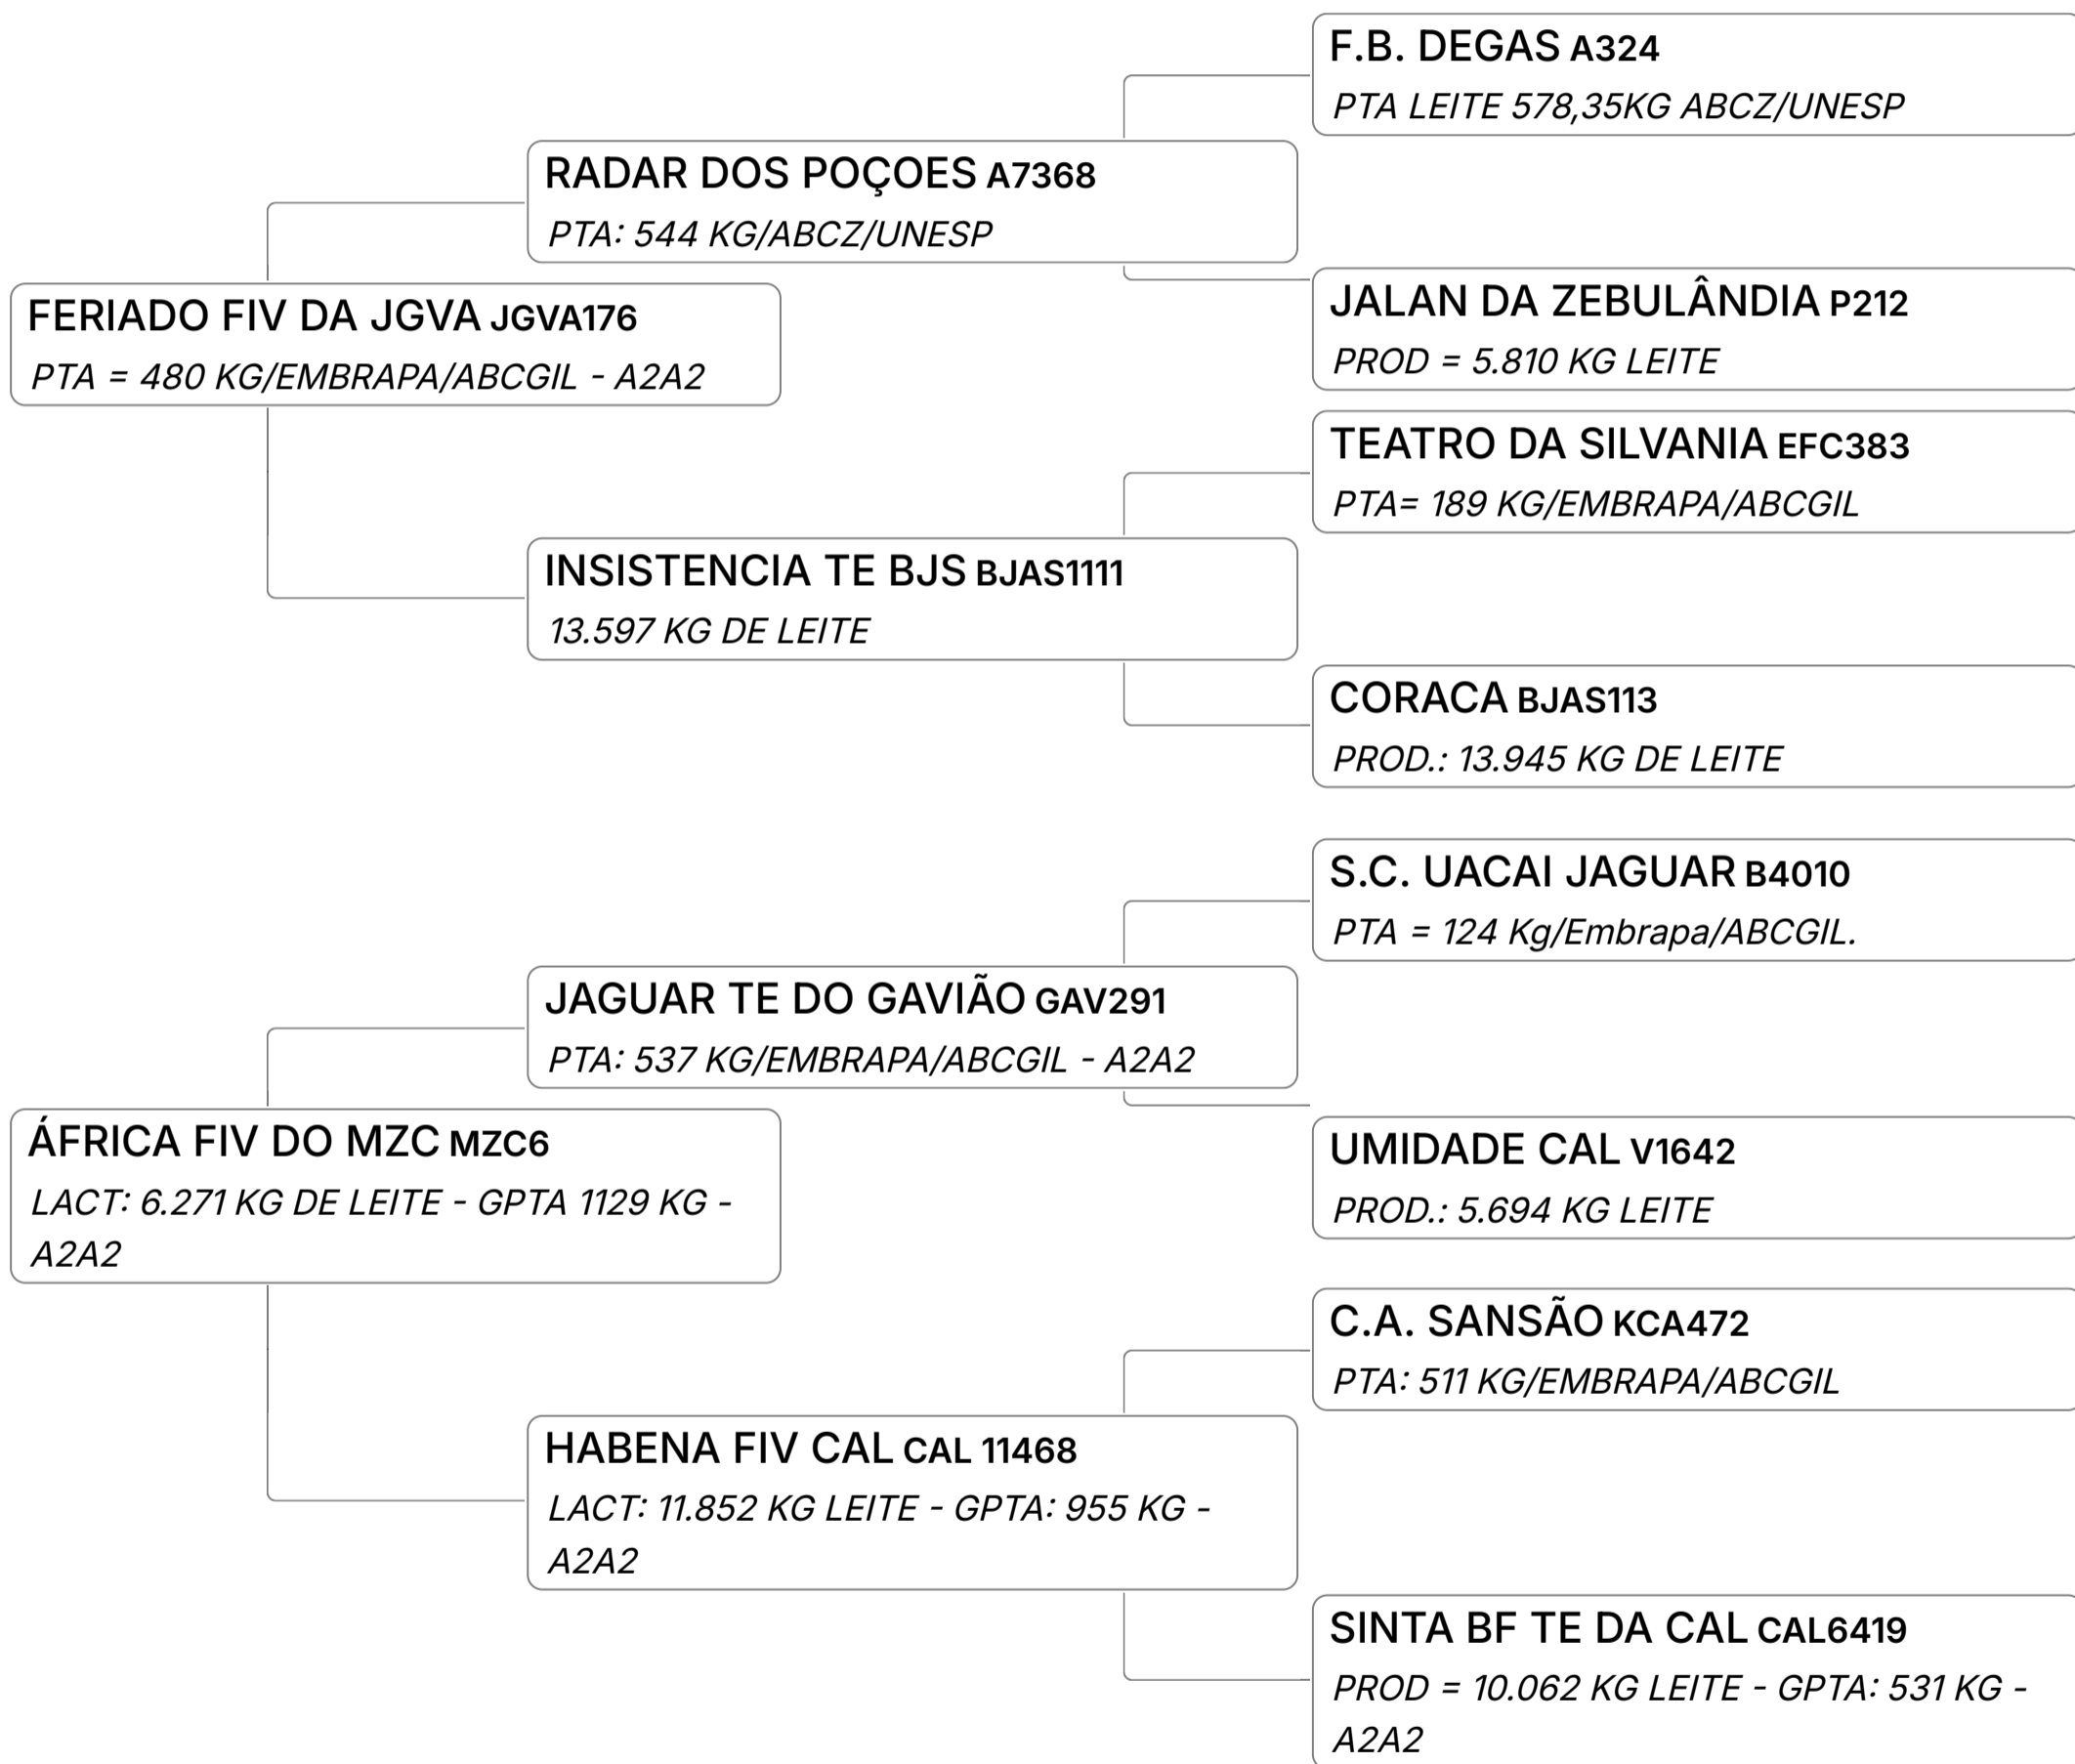 F.B. DEGAS A324
PTA LEITE 578,35KG ABCZ/UNESP
RADAR DOS POÇOES A7368
PTA: 544 KG/ABCZ/UNESP
JALAN DA ZEBULÂNDIA P212
PROD = 5.810 KG LEITE
FERIADO FIV DA JGVA JGVA176
PTA = 480 KG/EMBRAPA/ABCGIL - A2A2
TEATRO DA SILVANIA EFC383
PTA= 189 KG/EMBRAPA/ABCGIL
INSISTENCIA TE BJS BJAS1111
13.597 KG DE LEITE
CORACA BJAS113
PROD.: 13.945 KG DE LEITE
S.C. UACAI JAGUAR B4010
PTA = 124 Kg/Embrapa/ABCGIL.
JAGUAR TE DO GAVIÃO GAV291
PTA: 537 KG/EMBRAPA/ABCGIL - A2A2
UMIDADE CAL V1642
PROD.: 5.694 KG LEITE
ÁFRICA FIV DO MZC MZC6
LACT: 6.271 KG DE LEITE - GPTA 1129 KG -
A2A2
C.A. SANSÃO KCA472
PTA: 511 KG/EMBRAPA/ABCGIL
HABENA FIV CAL CAL 11468
LACT: 11.852 KG LEITE - GPTA: 955 KG -
A2A2
SINTA BF TE DA CAL CAL6419
PROD = 10.062 KG LEITE - GPTA: 531 KG -
A2A2